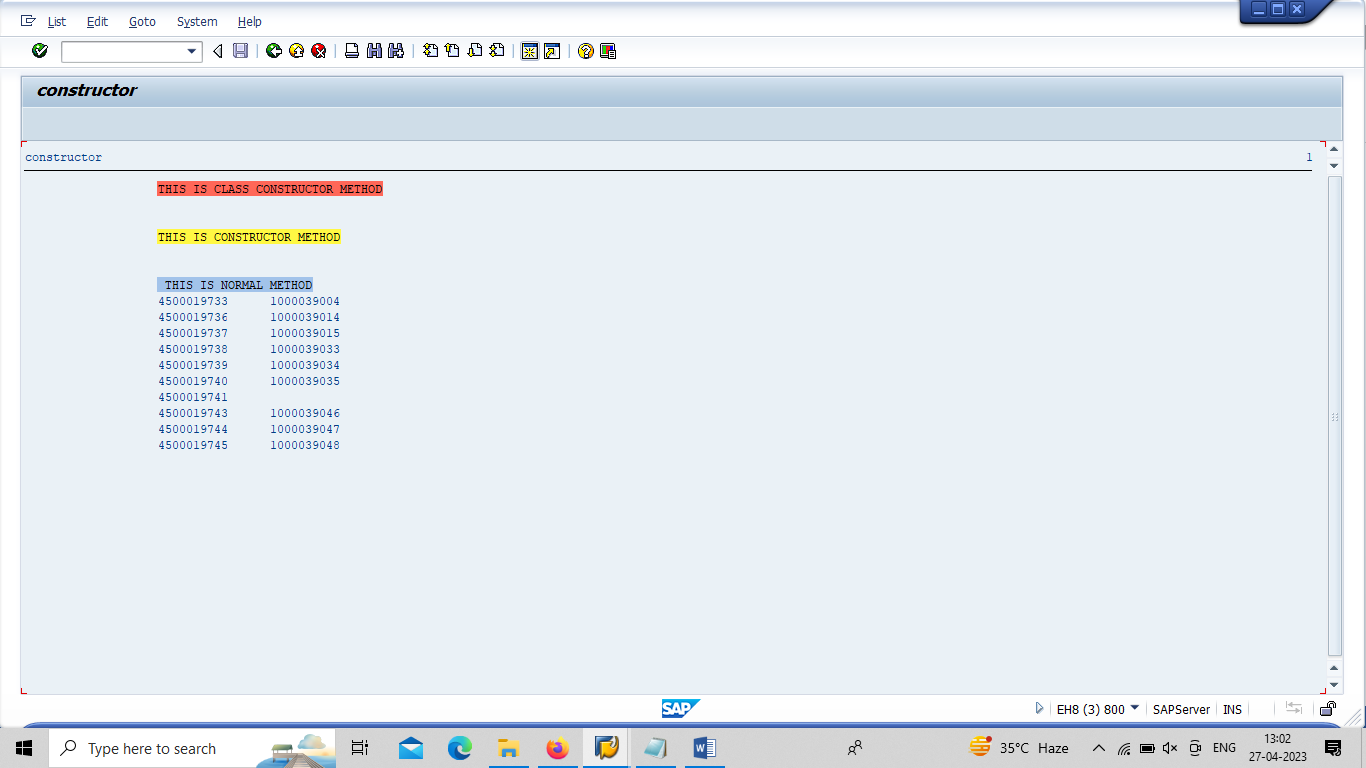 List Edit Goto System Help
constructor
constructor 1
THIS IS CLASS CONSTRUCTOR METHOD
THIS IS CONSTRUCTOR METHOD
THIS IS NORMAL METHOD
4500019733 1000039004
4500019736 1000039014
4500019737 1000039015
4500019738 1000039033
4500019739 1000039034
4500019740 1000039035
4500019741
4500019743 1000039046
4500019744 1000039047
4500019745 1000039048
SAP EH8 (3) 800 SAPServer INS
Type here to search 35°C Haze ENG 13:02
27-04-2023